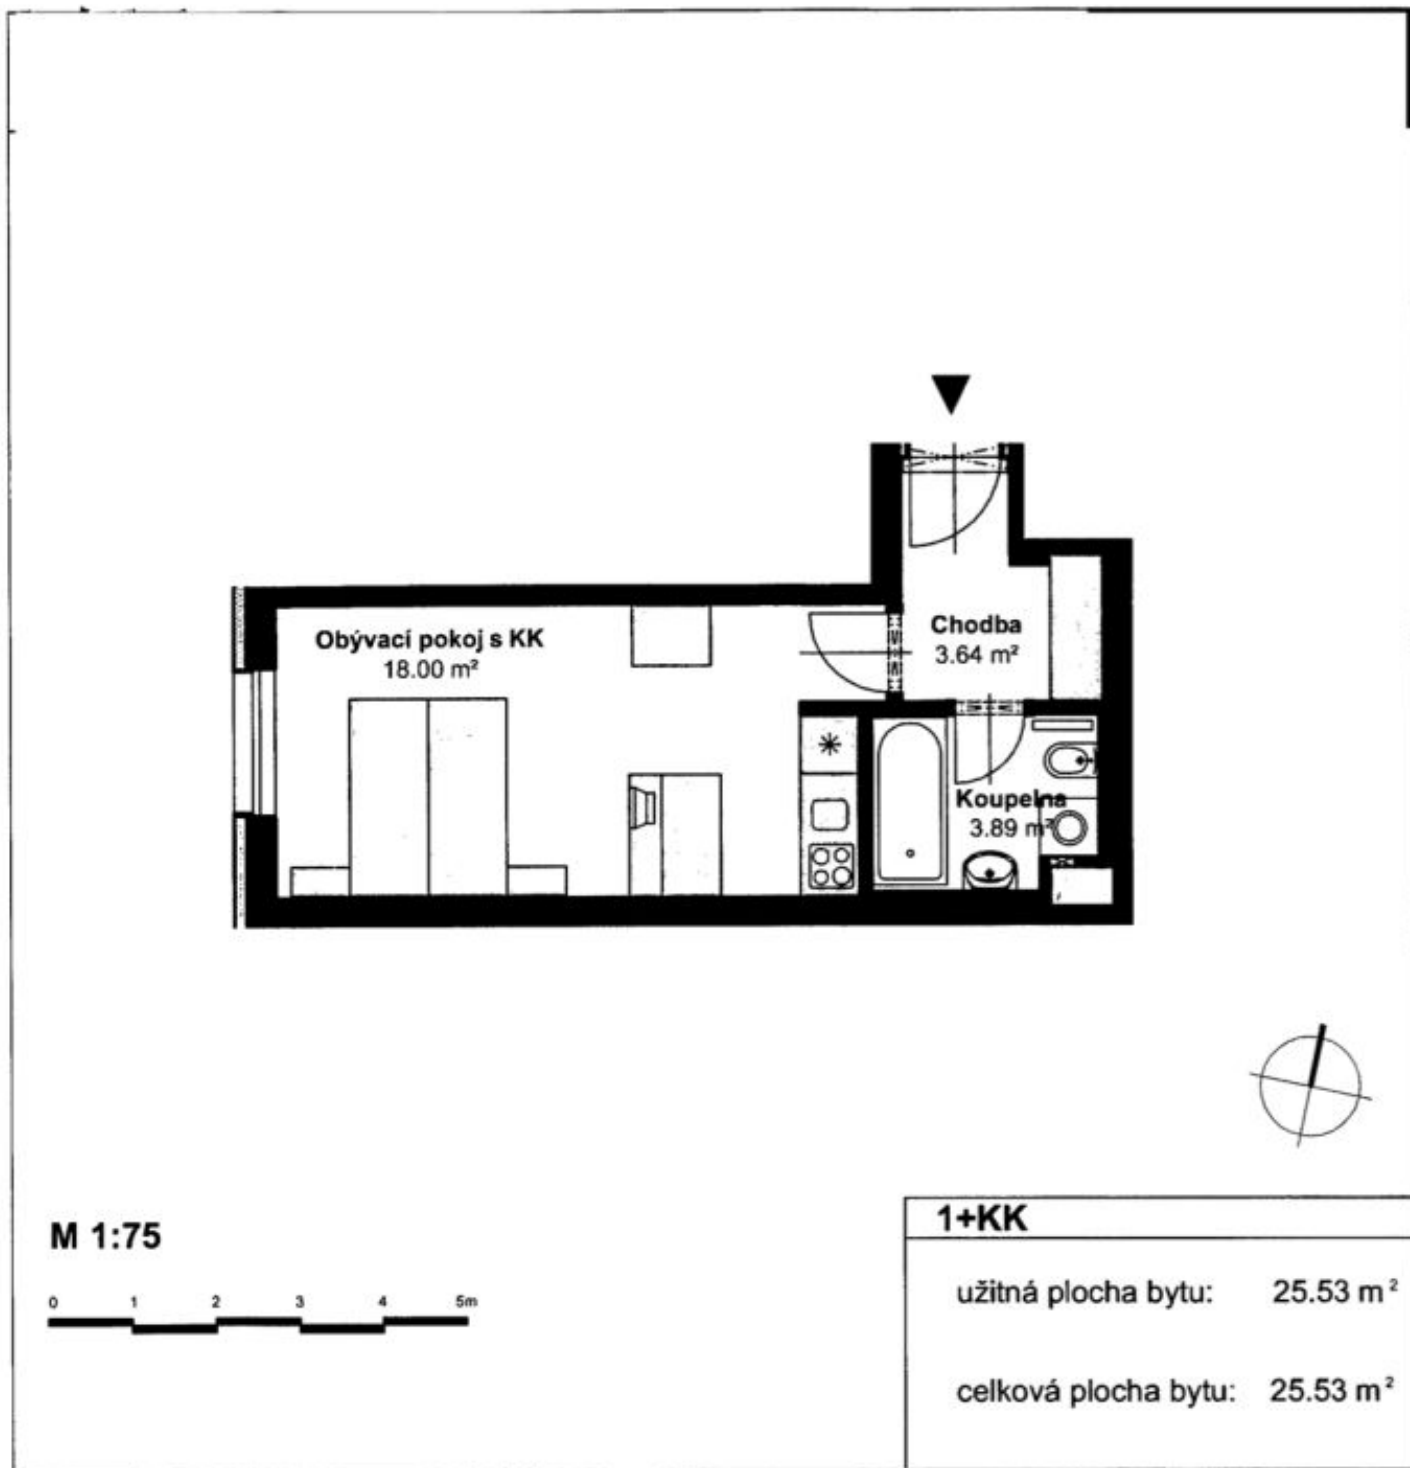 Obývací pokoj s KK
18.00 m²
Chodba
3.64 m²
Koupelna
3.89 m²
M 1:75
0 1 2 3 4 5m
1+KK
užitná plocha bytu: 25.53 m²
celková plocha bytu: 25.53 m²